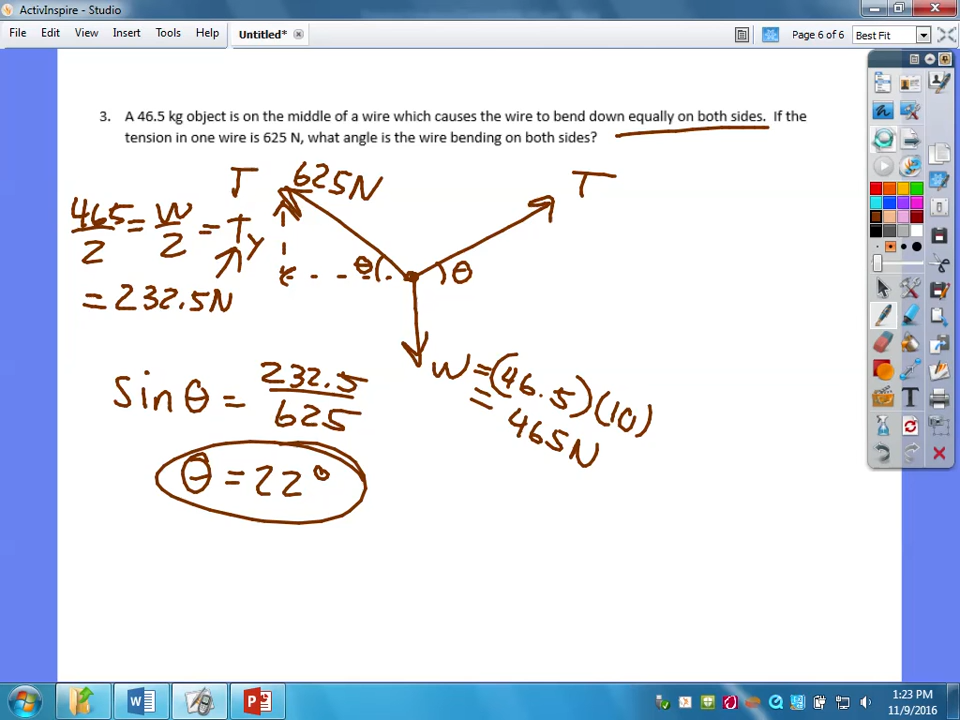 ActivInspire - Studio
File Edit View Insert Tools Help Untitled* Page 6 of 6 Best Fit
3. A 46.5 kg object is on the middle of a wire which causes the wire to bend down equally on both sides. If the
tension in one wire is 625 N, what angle is the wire bending on both sides?
T 625N T
465/2 = W/2 = Ty
θ θ
= 232.5N
W = (46.5)(10)
= 465N
sinθ = 232.5/625
θ = 22°
1:23 PM
11/9/2016